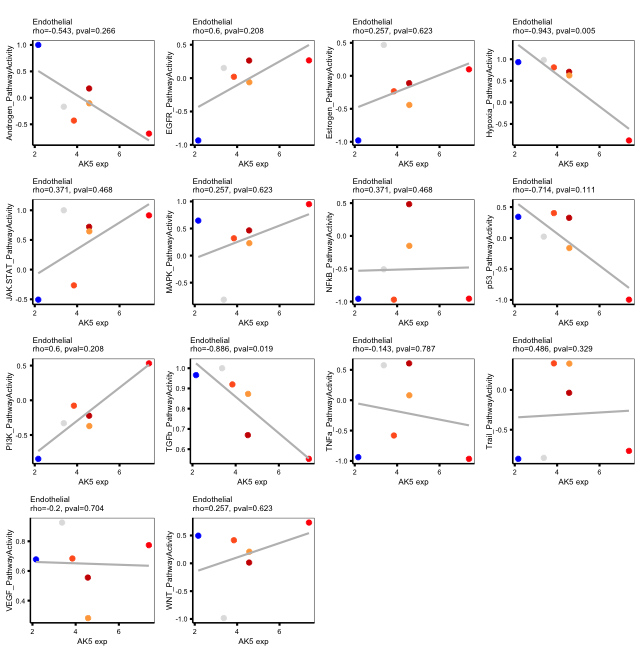 Endothelial
rho=-0.543, pval=0.266
Androgen_PathwayActivity
1.0
0.5
0.0
-0.5
2 4 6
AK5 exp
Endothelial
rho=0.6, pval=0.208
EGFR_PathwayActivity
0.5
0.0
-0.5
-1.0
2 4 6
AK5 exp
Endothelial
rho=0.257, pval=0.623
Estrogen_PathwayActivity
0.5
0.0
-0.5
-1.0
2 4 6
AK5 exp
Endothelial
rho=-0.943, pval=0.005
Hypoxia_PathwayActivity
1.0
0.5
0.0
-0.5
2 4 6
AK5 exp
Endothelial
rho=0.371, pval=0.468
JAK.STAT_PathwayActivity
1.0
0.5
0.0
-0.5
2 4 6
AK5 exp
Endothelial
rho=0.257, pval=0.623
MAPK_PathwayActivity
1.0
0.5
0.0
-0.5
2 4 6
AK5 exp
Endothelial
rho=0.371, pval=0.468
NFkB_PathwayActivity
0.5
0.0
-0.5
-1.0
2 4 6
AK5 exp
Endothelial
rho=-0.714, pval=0.111
p53_PathwayActivity
0.5
0.0
-0.5
-1.0
2 4 6
AK5 exp
Endothelial
rho=0.6, pval=0.208
PI3K_PathwayActivity
0.5
0.0
-0.5
2 4 6
AK5 exp
Endothelial
rho=-0.886, pval=0.019
TGFb_PathwayActivity
1.0
0.9
0.8
0.7
0.6
2 4 6
AK5 exp
Endothelial
rho=-0.143, pval=0.787
TNFa_PathwayActivity
0.5
0.0
-0.5
-1.0
2 4 6
AK5 exp
Endothelial
rho=0.486, pval=0.329
Trail_PathwayActivity
0.0
-0.5
2 4 6
AK5 exp
Endothelial
rho=-0.2, pval=0.704
VEGF_PathwayActivity
0.8
0.6
0.4
2 4 6
AK5 exp
Endothelial
rho=0.257, pval=0.623
WNT_PathwayActivity
0.5
0.0
-0.5
-1.0
2 4 6
AK5 exp